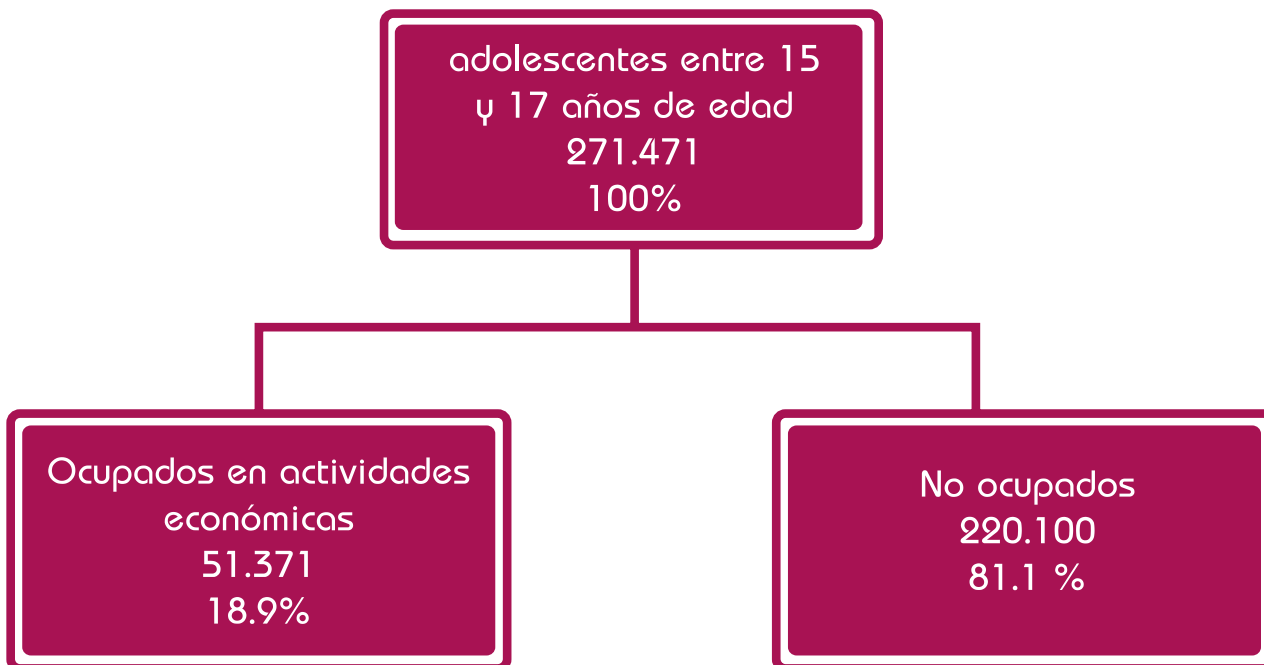 adolescentes entre 15
y 17 años de edad
271.471
100%
Ocupados en actividades
económicas
51.371
18.9%
No ocupados
220.100
81.1 %